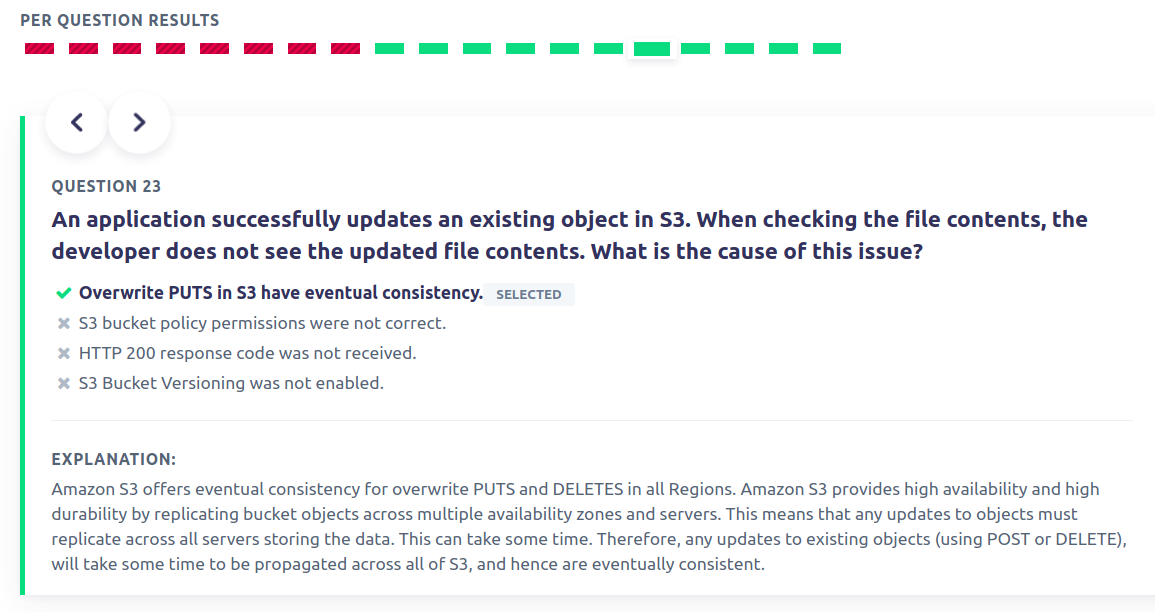 PER QUESTION RESULTS
QUESTION 23
An application successfully updates an existing object in S3. When checking the file contents, the
developer does not see the updated file contents. What is the cause of this issue?
Overwrite PUTS in S3 have eventual consistency. SELECTED
S3 bucket policy permissions were not correct.
HTTP 200 response code was not received.
S3 Bucket Versioning was not enabled.
EXPLANATION:
Amazon S3 offers eventual consistency for overwrite PUTS and DELETES in all Regions. Amazon S3 provides high availability and high
durability by replicating bucket objects across multiple availability zones and servers. This means that any updates to objects must
replicate across all servers storing the data. This can take some time. Therefore, any updates to existing objects (using POST or DELETE),
will take some time to be propagated across all of S3, and hence are eventually consistent.